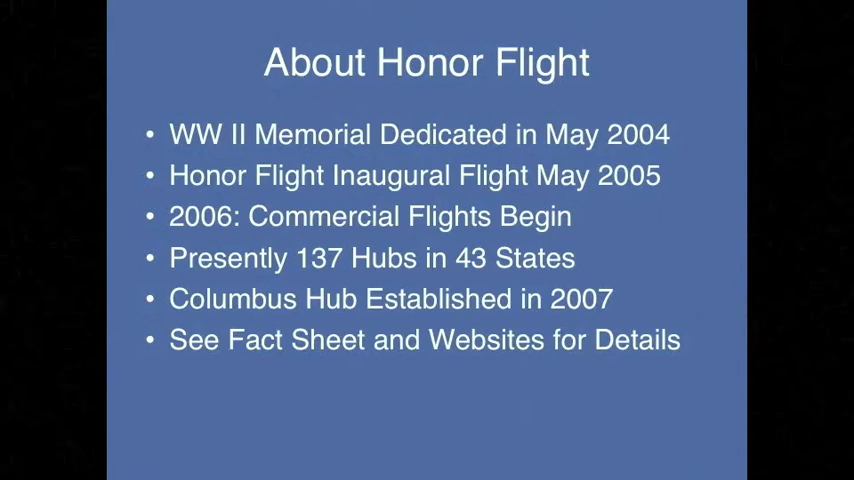 About Honor Flight
• WW II Memorial Dedicated in May 2004
• Honor Flight Inaugural Flight May 2005
• 2006: Commercial Flights Begin
• Presently 137 Hubs in 43 States
• Columbus Hub Established in 2007
• See Fact Sheet and Websites for Details